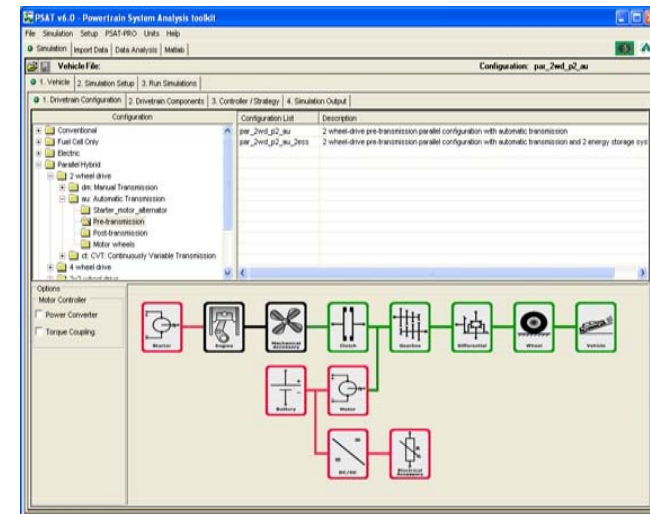 PSAT v6.0 - Powertrain System Analysis toolkit
File Simulation Setup PSAT-PRO Units Help
Simulation Import Data Data Analysis Matlab
Vehicle File: Configuration: par_2wd_p2_au
1. Vehicle 2. Simulation Setup 3. Run Simulations
1. Drivetrain Configuration 2. Drivetrain Components 3. Controller / Strategy 4. Simulation Output
Configuration Configuration List Description
Conventional par_2wd_p2_au 2 wheel-drive pre-transmission parallel configuration with automatic transmission
Fuel Cell Only par_2wd_p2_au_2ess 2 wheel-drive pre-transmission parallel configuration with automatic transmission and 2 energy storage sys
Electric
Parallel Hybrid
2 wheel drive
dm: Manual Transmission
au: Automatic Transmission
Starter_motor_alternator
Pre-transmission
Post-transmission
Motor wheels
ct: CVT: Continuously Variable Transmission
4 wheel drive
Options
Motor Controller
Power Converter
Torque Coupling
Starter Engine Mechanical Accessory Clutch Gearbox Differential Wheel Vehicle
Battery Motor
DC/DC Electrical Accessory